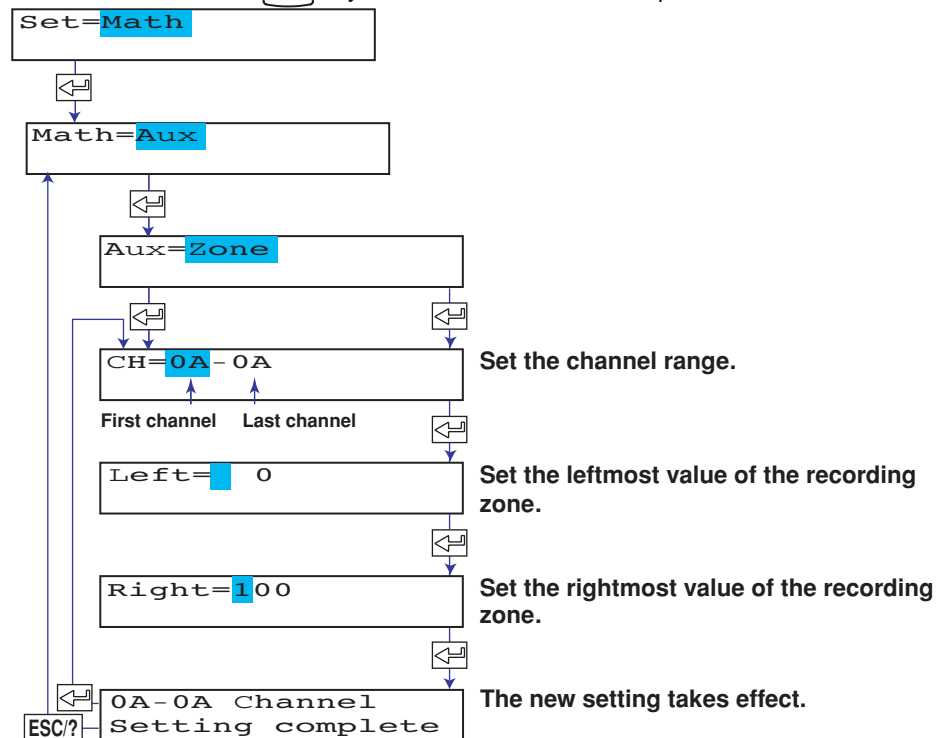 Set=Math
Math=Aux
Aux=Zone
CH=0A-0A
Set the channel range.
First channel Last channel
Left= 0
Set the leftmost value of the recording
zone.
Right=100
Set the rightmost value of the recording
zone.
0A-0A Channel
The new setting takes effect.
ESC/?
Setting complete